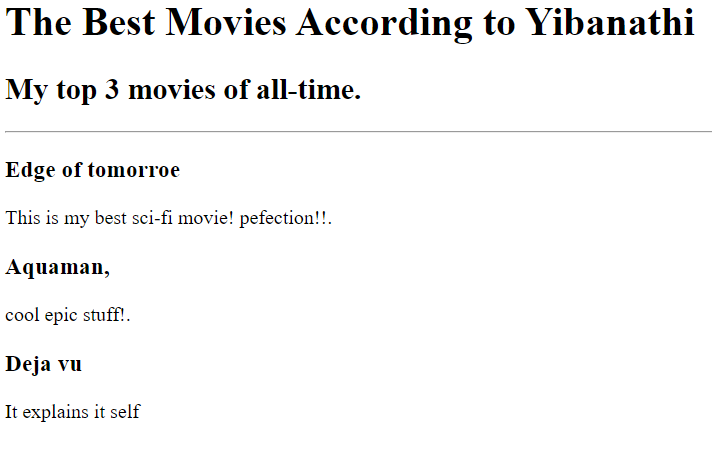 The Best Movies According to Yibanathi
My top 3 movies of all-time.
Edge of tomorroe
This is my best sci-fi movie! pefection!!.
Aquaman,
cool epic stuff!.
Deja vu
It explains it self